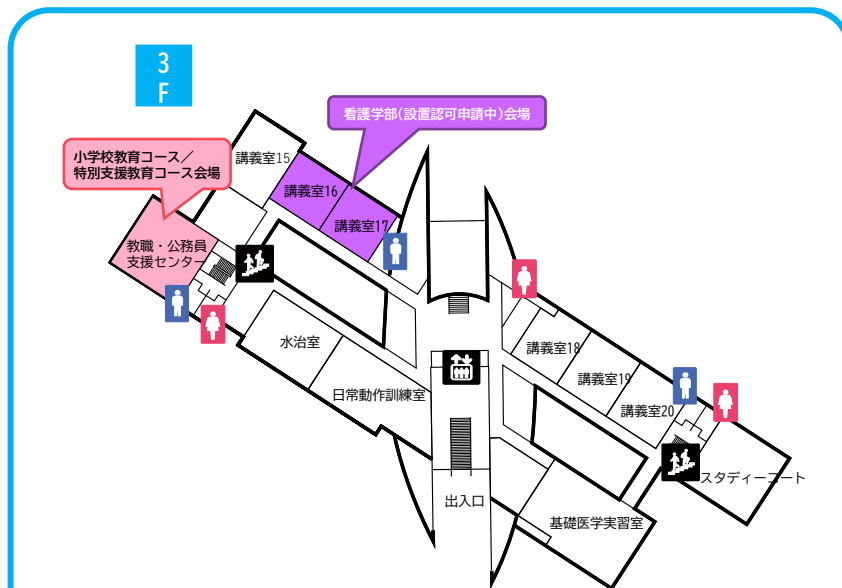 3
F
看護学部(設置認可申請中)会場
小学校教育コース／
特別支援教育コース会場
講義室15
講義室16
講義室17
教職・公務員
支援センター
水治室
日常動作訓練室
講義室18
講義室19
講義室20
スタディーコート
出入口
基礎医学実習室